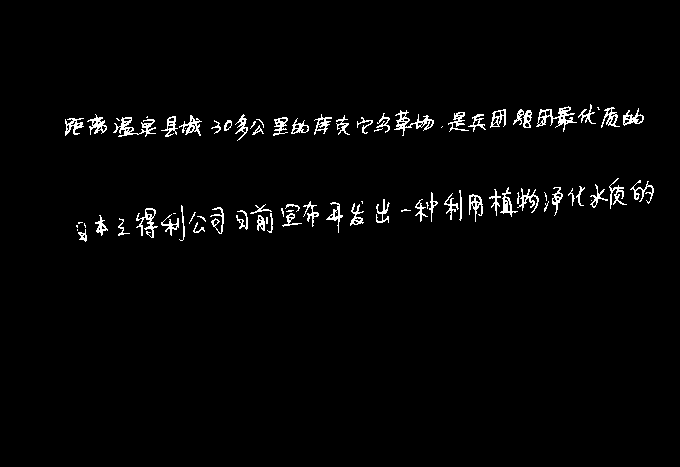 距离温泉县城30多公里的库克它乌草场,是兵团组团最优质的
日本三得利公司日前宣布开发出一种利用植物净化水质的